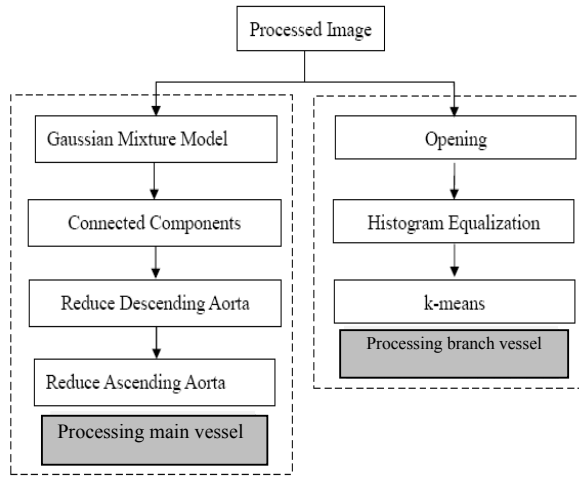 Processed Image
Gaussian Mixture Model
Connected Components
Reduce Descending Aorta
Reduce Ascending Aorta
Processing main vessel
Opening
Histogram Equalization
k-means
Processing branch vessel